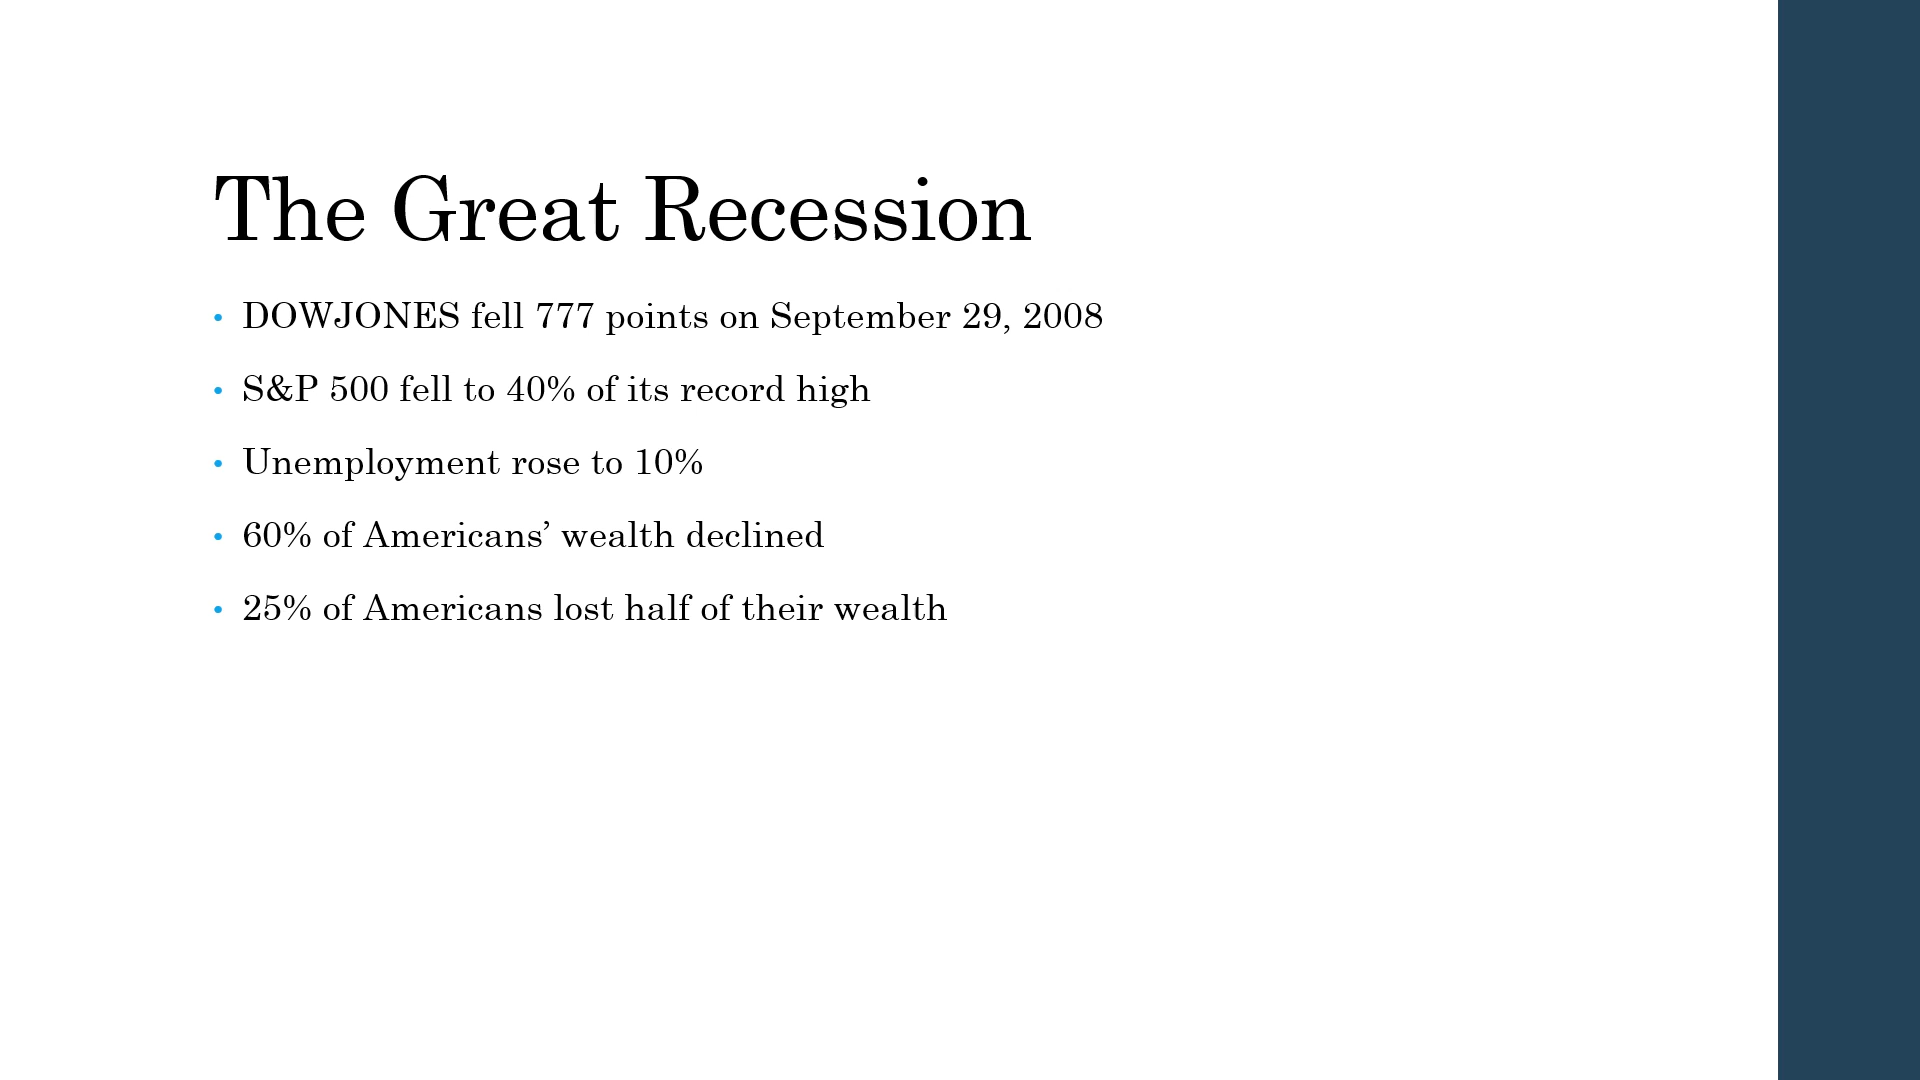 The Great Recession
• DOWJONES fell 777 points on September 29, 2008
• S&P 500 fell to 40% of its record high
• Unemployment rose to 10%
• 60% of Americans’ wealth declined
• 25% of Americans lost half of their wealth